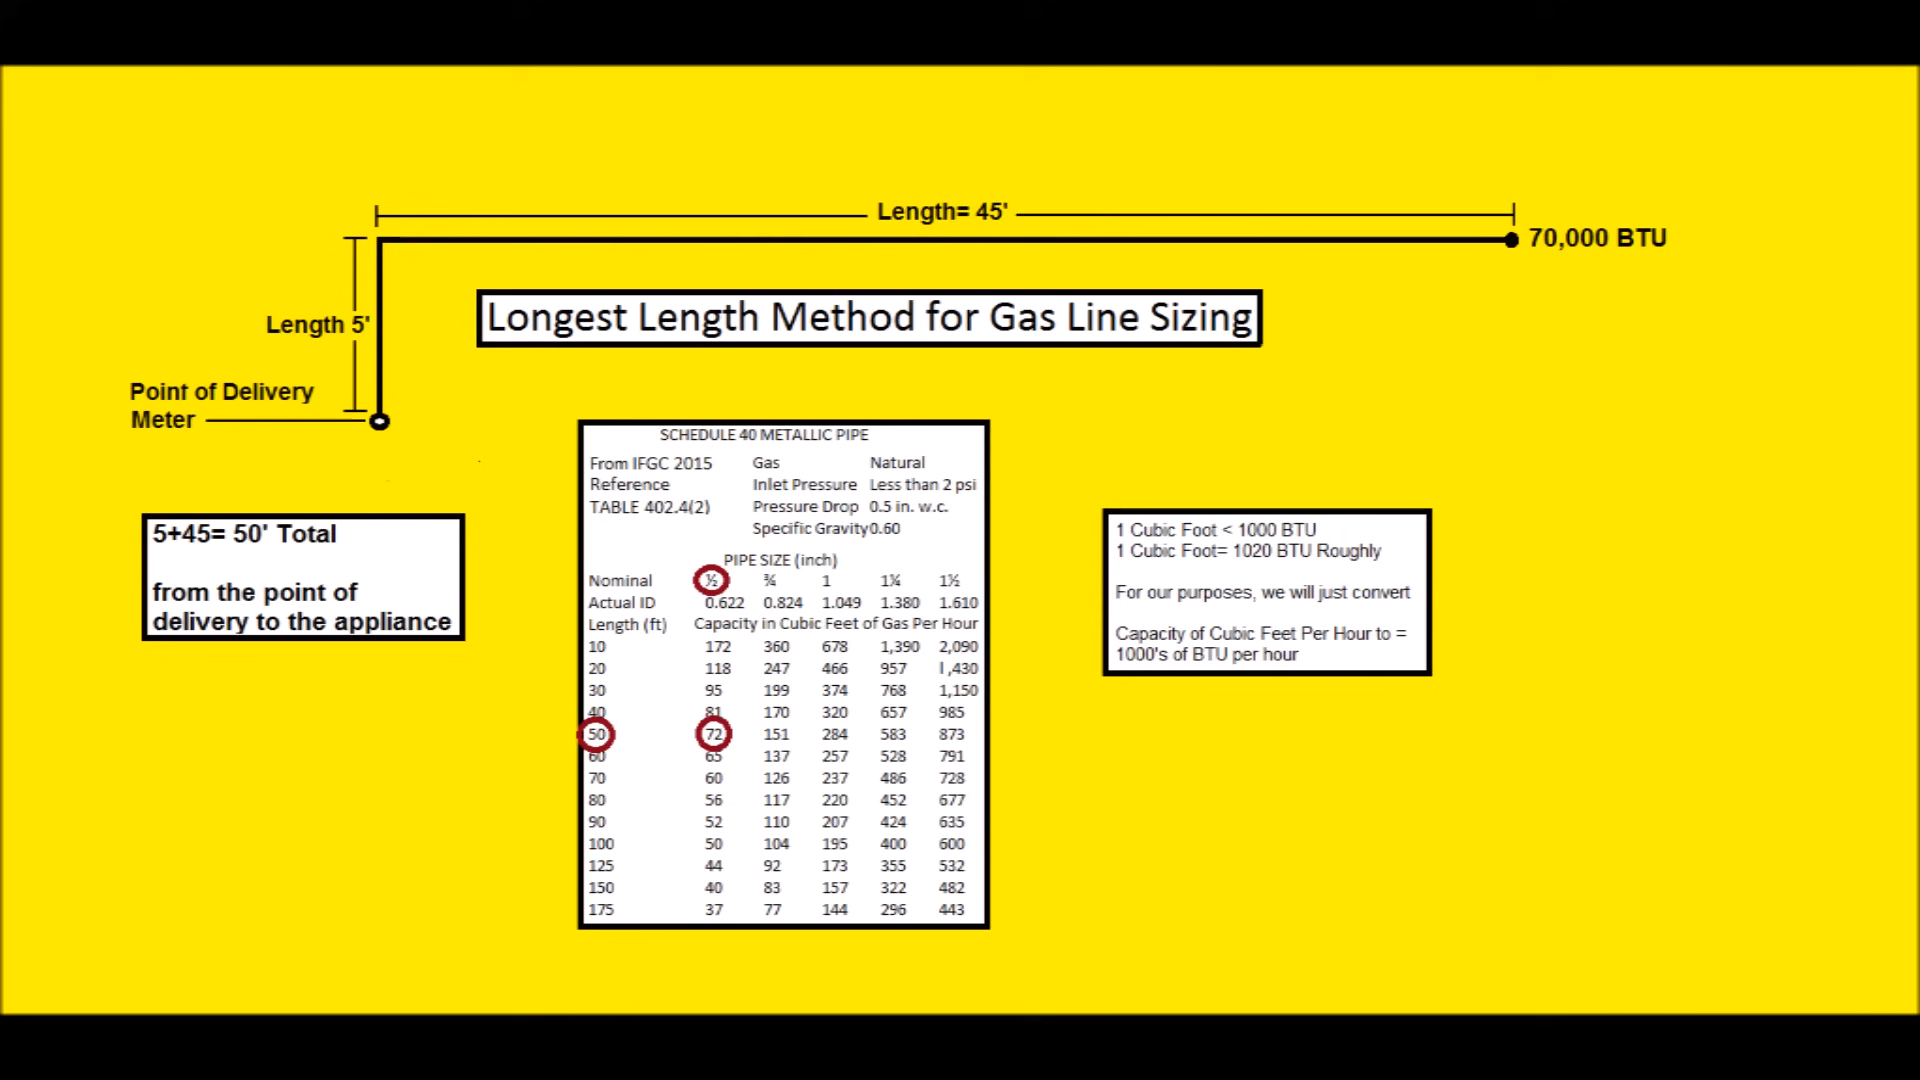 Length= 45'
70,000 BTU
Length 5'
Longest Length Method for Gas Line Sizing
Point of Delivery
Meter
5+45= 50' Total
from the point of
delivery to the appliance
SCHEDULE 40 METALLIC PIPE
From IFGC 2015 Gas Natural
Reference Inlet Pressure Less than 2 psi
TABLE 402.4(2) Pressure Drop 0.5 in. w.c.
Specific Gravity 0.60
PIPE SIZE (inch)
Nominal ½ ¾ 1 1¼ 1½
Actual ID 0.622 0.824 1.049 1.380 1.610
Length (ft) Capacity in Cubic Feet of Gas Per Hour
10 172 360 678 1,390 2,090
20 118 247 466 957 l ,430
30 95 199 374 768 1,150
40 81 170 320 657 985
50 72 151 284 583 873
60 65 137 257 528 791
70 60 126 237 486 728
80 56 117 220 452 677
90 52 110 207 424 635
100 50 104 195 400 600
125 44 92 173 355 532
150 40 83 157 322 482
175 37 77 144 296 443
1 Cubic Foot < 1000 BTU
1 Cubic Foot= 1020 BTU Roughly
For our purposes, we will just convert
Capacity of Cubic Feet Per Hour to =
1000's of BTU per hour